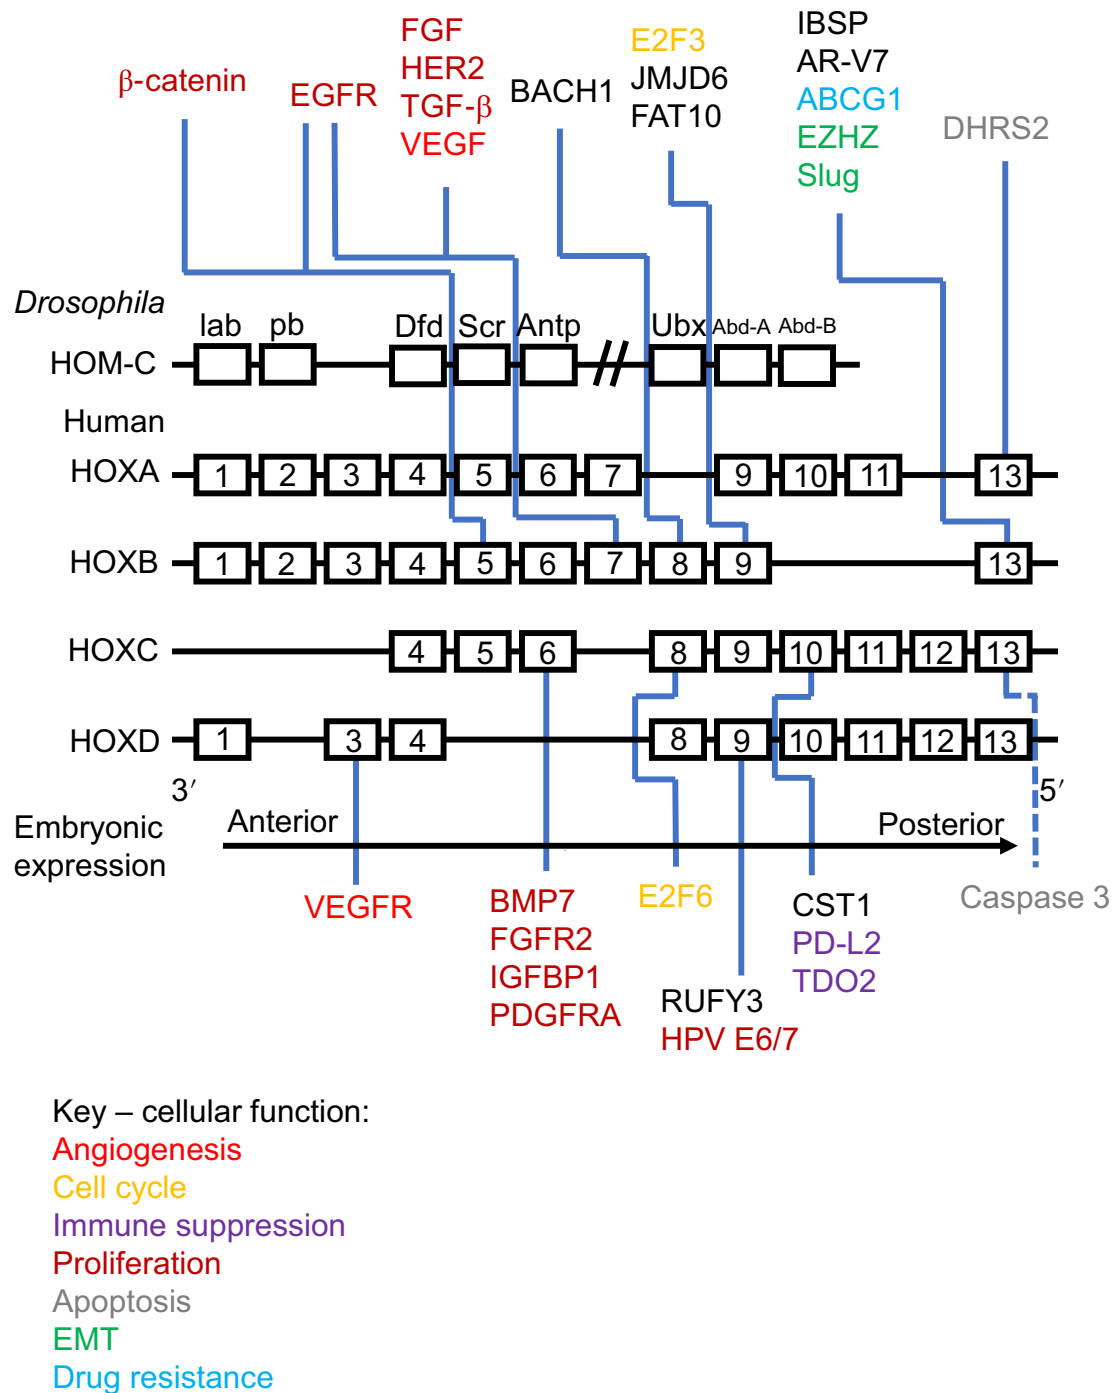 β-catenin
EGFR
FGF
HER2
TGF-β
VEGF
BACH1
E2F3
JMJD6
FAT10
IBSP
AR-V7
ABCG1
EZHZ
Slug
DHRS2
Drosophila
lab pb Dfd Scr Antp Ubx Abd-A Abd-B
HOM-C
Human
HOXA 1 2 3 4 5 6 7 9 10 11 13
HOXB 1 2 3 4 5 6 7 8 9 13
HOXC 4 5 6 8 9 10 11 12 13
HOXD 1 3 4 8 9 10 11 12 13
3′ 5′
Embryonic
expression
Anterior Posterior
VEGFR
BMP7
FGFR2
IGFBP1
PDGFRA
E2F6
RUFY3
HPV E6/7
CST1
PD-L2
TDO2
Caspase 3
Key – cellular function:
Angiogenesis
Cell cycle
Immune suppression
Proliferation
Apoptosis
EMT
Drug resistance